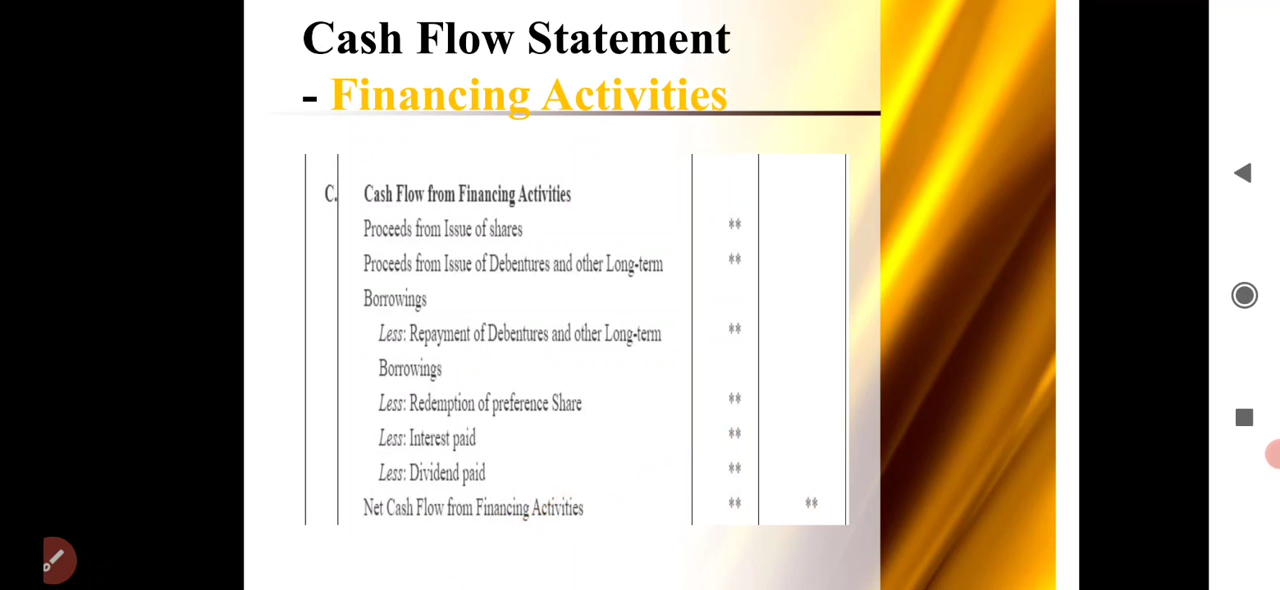 Cash Flow Statement
- Financing Activities
C. Cash Flow from Financing Activities
Proceeds from Issue of shares **
Proceeds from Issue of Debentures and other Long-term **
Borrowings
Less: Repayment of Debentures and other Long-term **
Borrowings
Less: Redemption of preference Share **
Less: Interest paid **
Less: Dividend paid **
Net Cash Flow from Financing Activities ** **